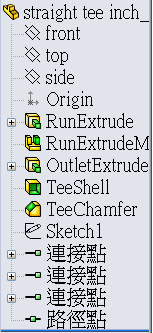 straight tee inch_
front
top
side
Origin
RunExtrude
RunExtrudeM
OutletExtrude
TeeShell
TeeChamfer
Sketch1
連接點
連接點
連接點
路徑點